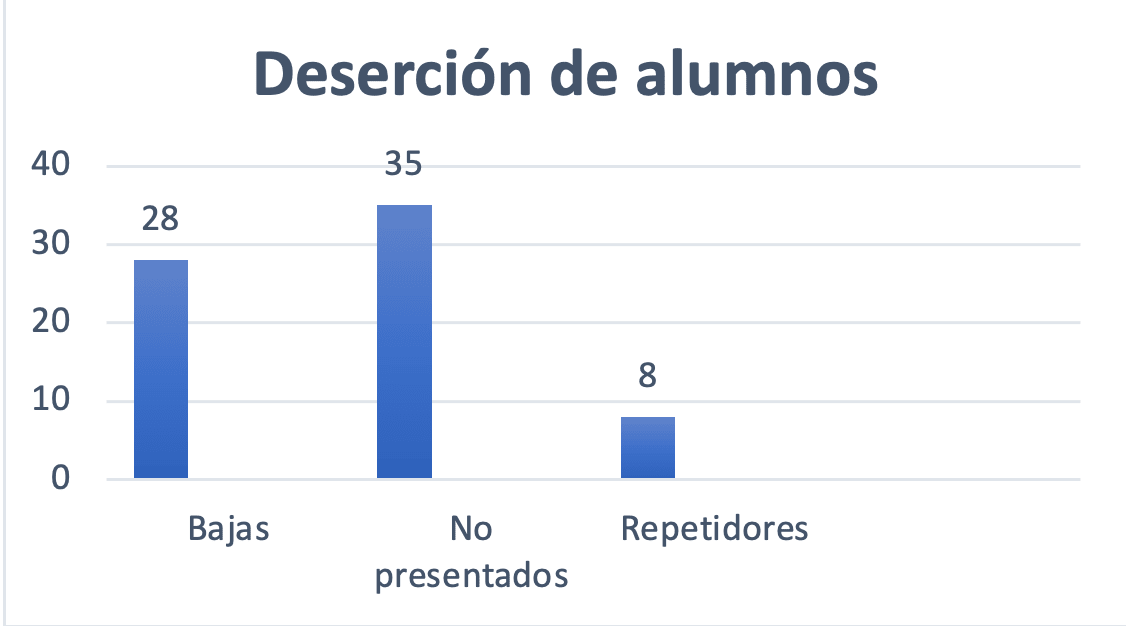 Deserción de alumnos
40
30
20
10
0
28
35
8
Bajas
No
presentados
Repetidores